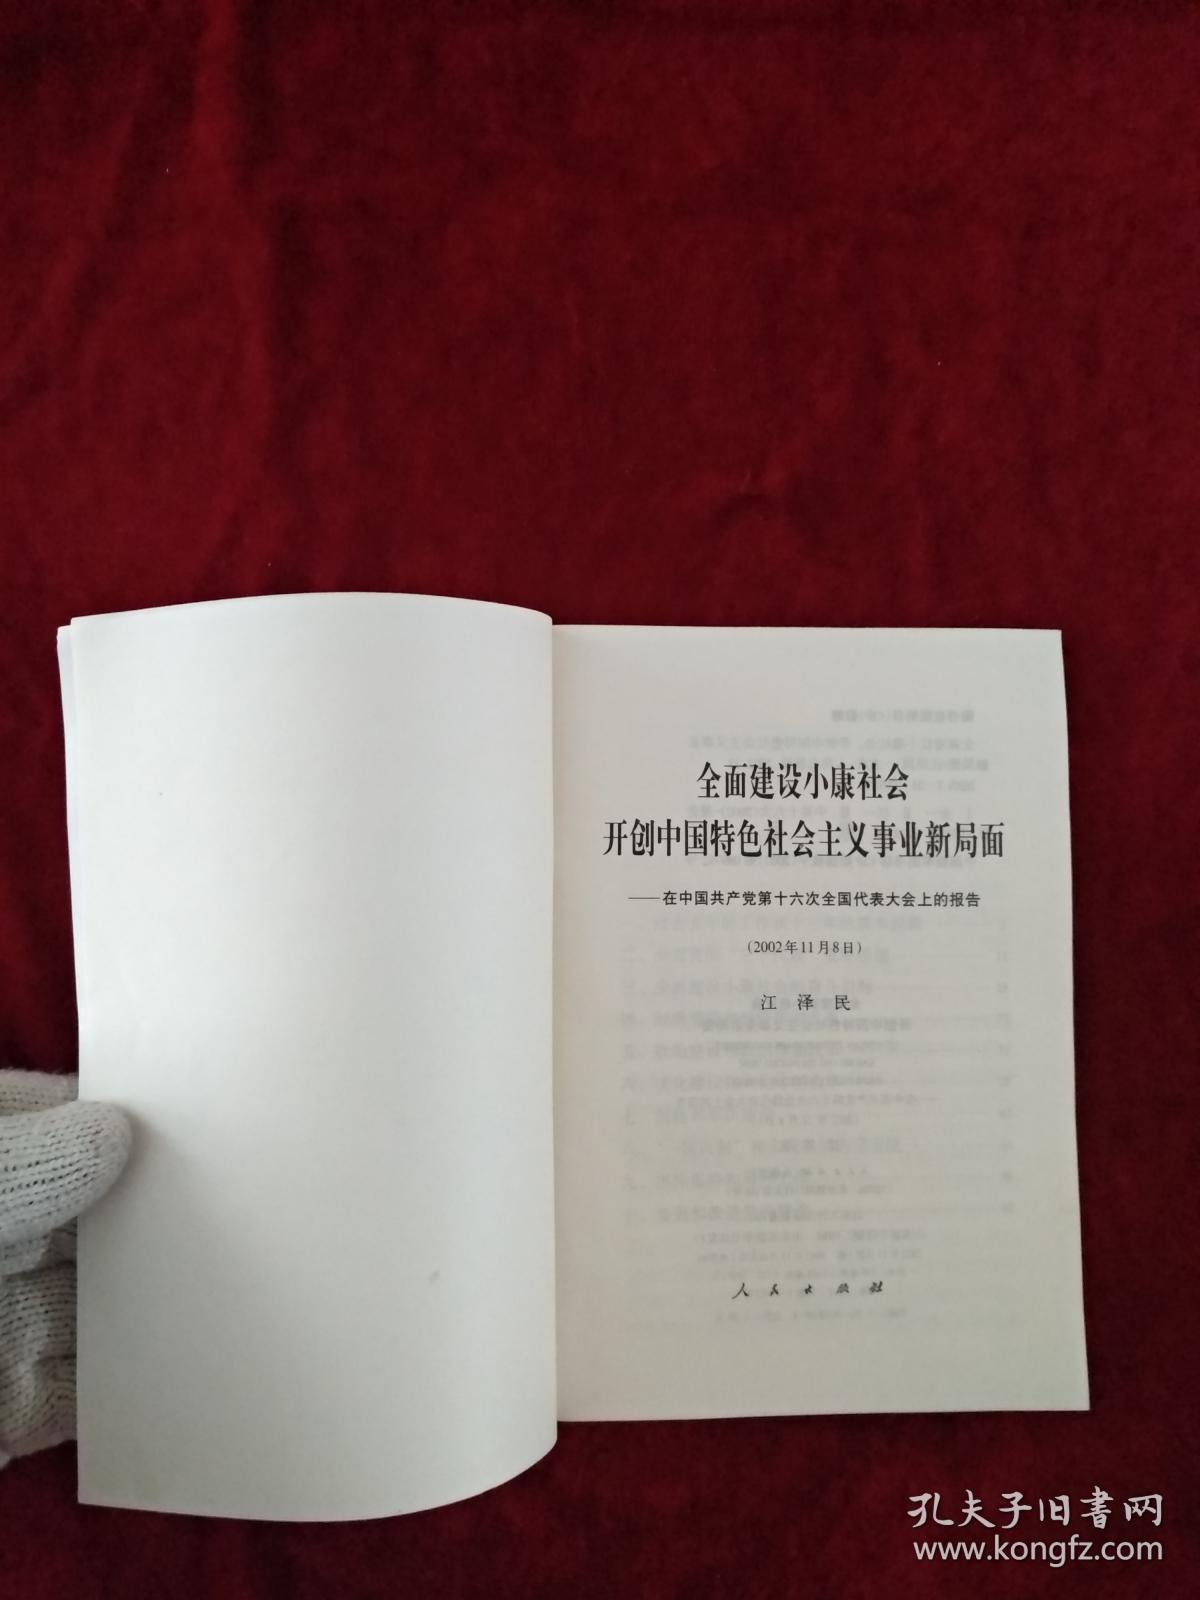 全面建设小康社会
开创中国特色社会主义事业新局面
——在中国共产党第十六次全国代表大会上的报告
(2002年11月8日)
江泽民
人民出版社
孔夫子旧书网
www.kongfz.com